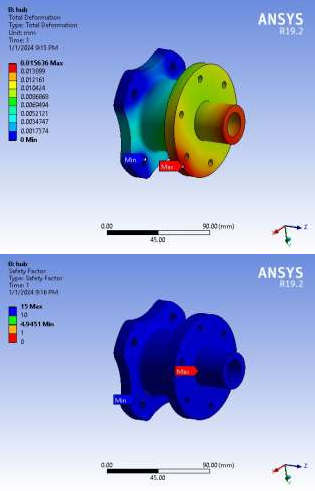 B: hub
Total Deformation
Type: Total Deformation
Unit: mm
Time: 1
1/1/2024 9:15 PM
ANSYS
R19.2
0.015636 Max
0.013899
0.012161
0.010424
0.0086868
0.0069494
0.0052121
0.0034747
0.0017374
0 Min
Min
Max
0.00
90.00 (mm)
45.00
Z
B: hub
Safety Factor
Type: Safety Factor
Time: 1
1/1/2024 9:16 PM
ANSYS
R19.2
15 Max
10
4.9451 Min
1
0
Max
Min
0.00
90.00 (mm)
45.00
Z